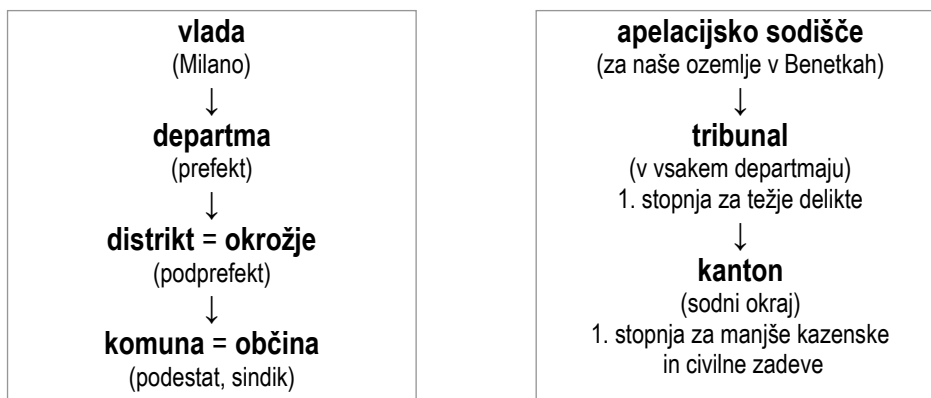 vlada
(Milano)
↓
departma
(prefekt)
↓
distrikt = okrožje
(podprefekt)
↓
komuna = občina
(podestat, sindik)
apelacijsko sodišče
(za naše ozemlje v Benetkah)
↓
tribunal
(v vsakem departmaju)
1. stopnja za težje delikte
↓
kanton
(sodni okraj)
1. stopnja za manjše kazenske
in civilne zadeve